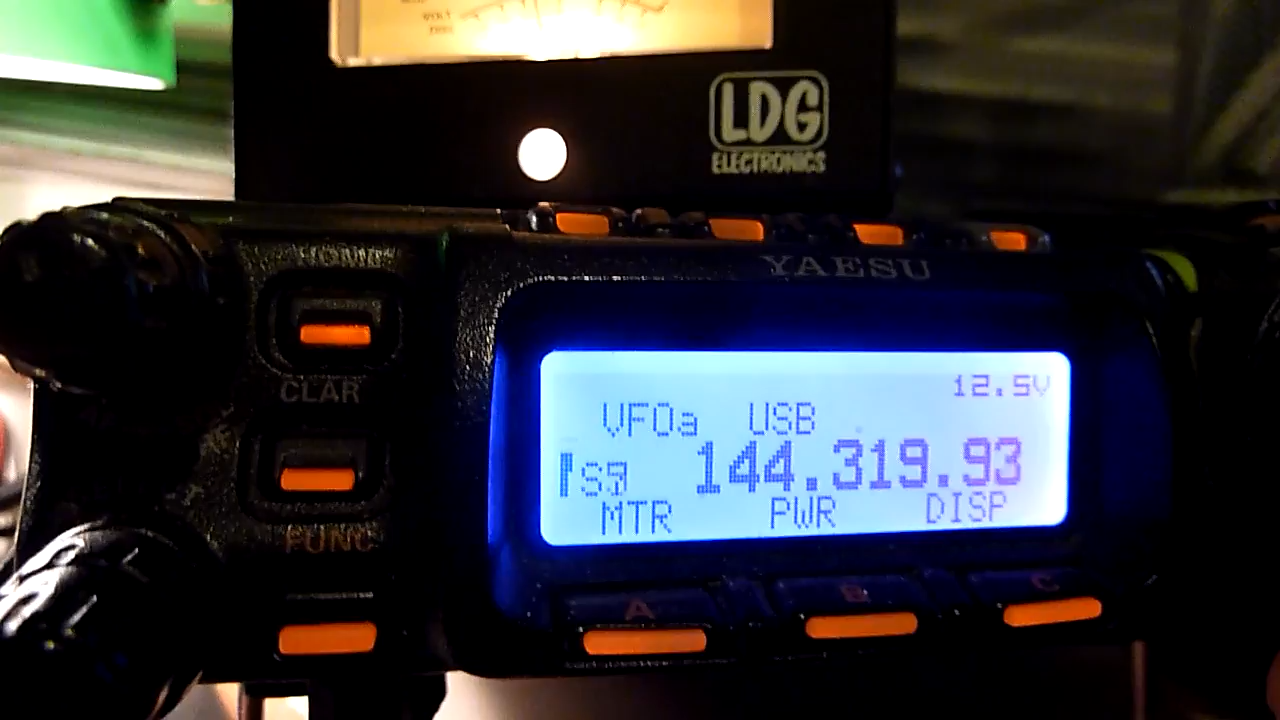 LDG
ELECTRONICS
YAESU
HOME
CLAR
FUNC
12.5V
VFOa USB
144.319.93
MTR PWR DISP
A B C